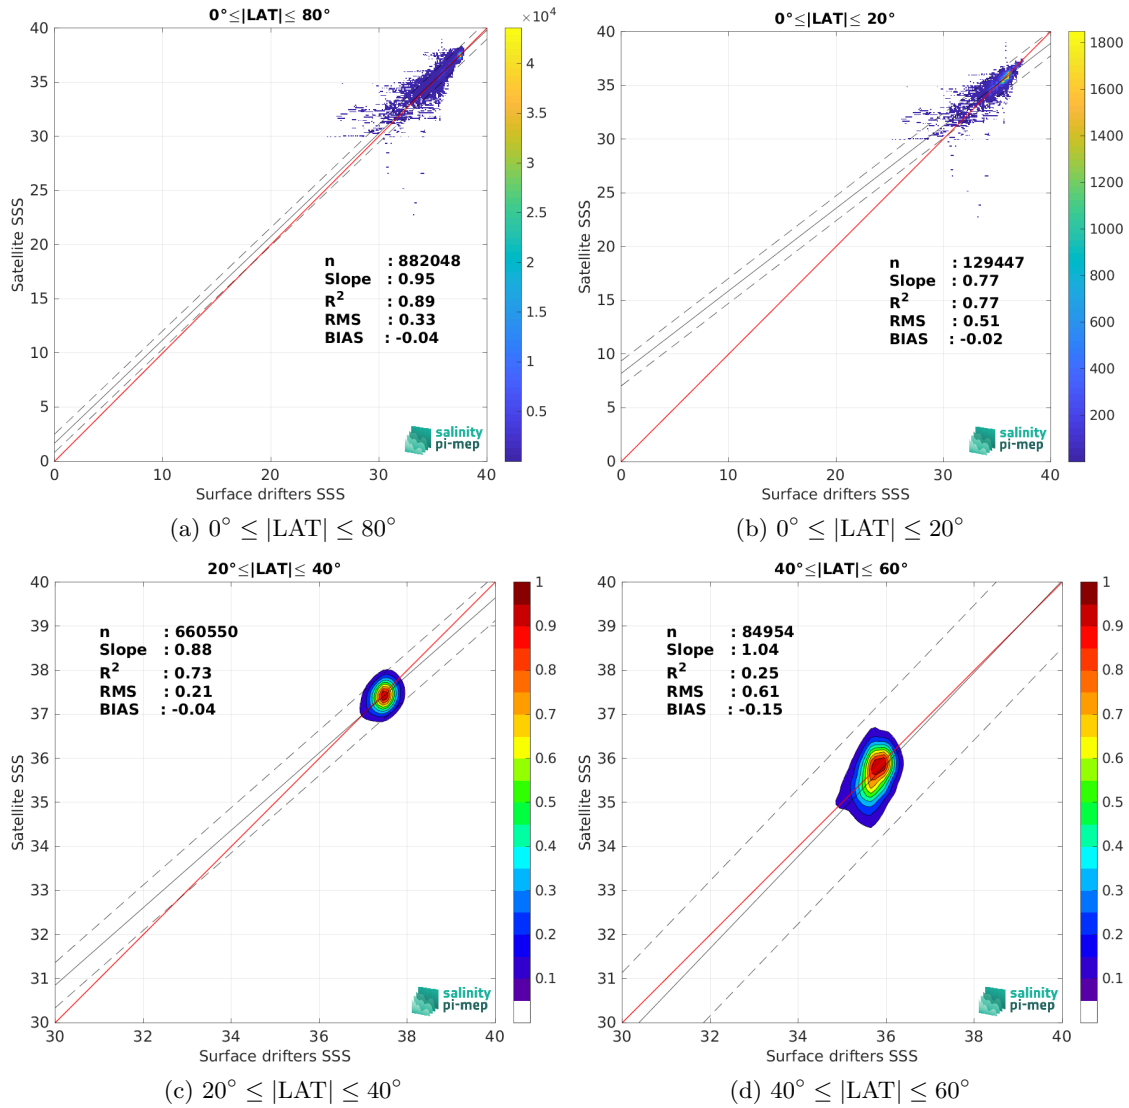 0°≤|LAT|≤ 80°
×10⁴
40
35
30
25
20
15
10
5
0
Satellite SSS
0
10
20
30
40
Surface drifters SSS
4
3.5
3
2.5
2
1.5
1
0.5
n : 882048
Slope : 0.95
R² : 0.89
RMS : 0.33
BIAS : -0.04
salinity
pi-mep
(a) 0° ≤ |LAT| ≤ 80°
0°≤|LAT|≤ 20°
40
35
30
25
20
15
10
5
0
Satellite SSS
0
10
20
30
40
Surface drifters SSS
1800
1600
1400
1200
1000
800
600
400
200
n : 129447
Slope : 0.77
R² : 0.77
RMS : 0.51
BIAS : -0.02
salinity
pi-mep
(b) 0° ≤ |LAT| ≤ 20°
20°≤|LAT|≤ 40°
40
39
38
37
36
35
34
33
32
31
30
Satellite SSS
30
32
34
36
38
40
Surface drifters SSS
1
0.9
0.8
0.7
0.6
0.5
0.4
0.3
0.2
0.1
n : 660550
Slope : 0.88
R² : 0.73
RMS : 0.21
BIAS : -0.04
salinity
pi-mep
(c) 20° ≤ |LAT| ≤ 40°
40°≤|LAT|≤ 60°
40
39
38
37
36
35
34
33
32
31
30
Satellite SSS
30
32
34
36
38
40
Surface drifters SSS
1
0.9
0.8
0.7
0.6
0.5
0.4
0.3
0.2
0.1
n : 84954
Slope : 1.04
R² : 0.25
RMS : 0.61
BIAS : -0.15
salinity
pi-mep
(d) 40° ≤ |LAT| ≤ 60°